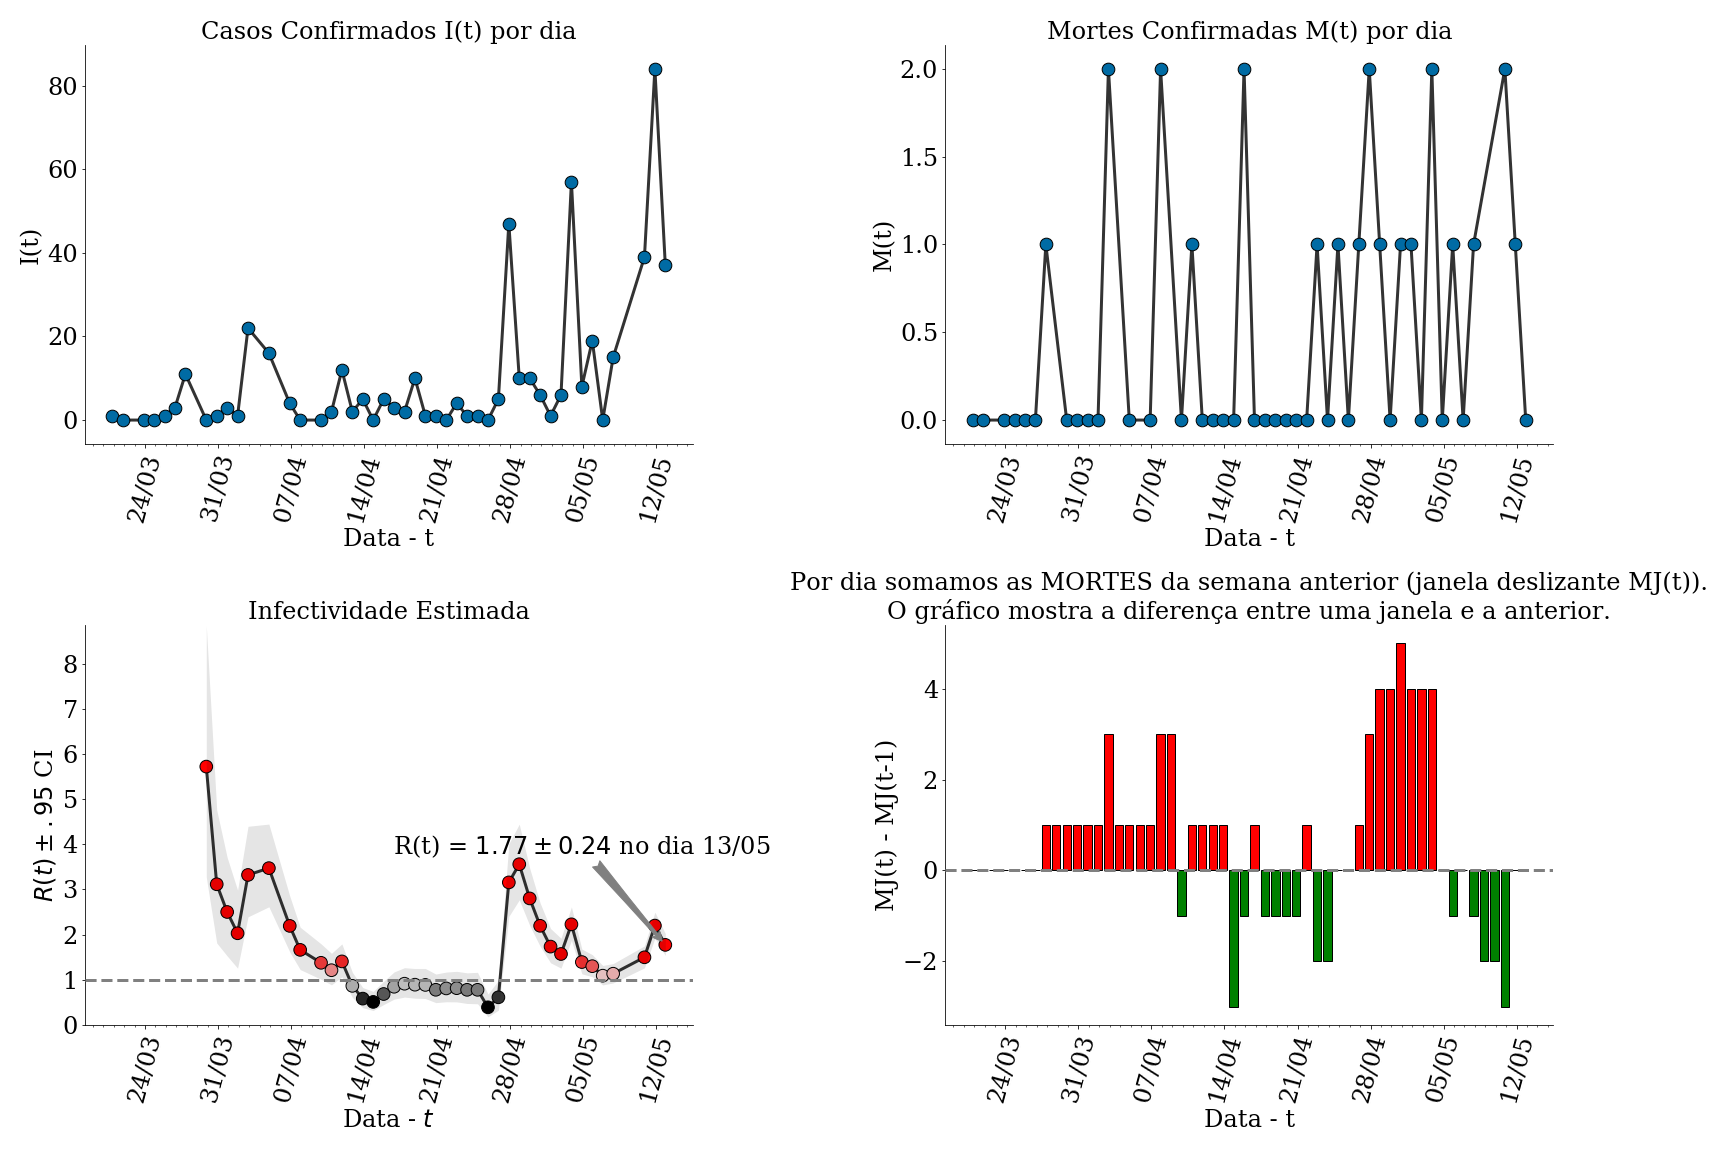 Casos Confirmados I(t) por dia
I(t)
80
60
40
20
0
24/03 31/03 07/04 14/04 21/04 28/04 05/05 12/05
Data - t
Mortes Confirmadas M(t) por dia
M(t)
2.0
1.5
1.0
0.5
0.0
24/03 31/03 07/04 14/04 21/04 28/04 05/05 12/05
Data - t
Infectividade Estimada
R(t) ± .95 CI
8
7
6
5
4
3
2
1
0
R(t) = 1.77 ± 0.24 no dia 13/05
24/03 31/03 07/04 14/04 21/04 28/04 05/05 12/05
Data - t
Por dia somamos as MORTES da semana anterior (janela deslizante MJ(t)).
O gráfico mostra a diferença entre uma janela e a anterior.
MJ(t) - MJ(t-1)
4
2
0
−2
24/03 31/03 07/04 14/04 21/04 28/04 05/05 12/05
Data - t